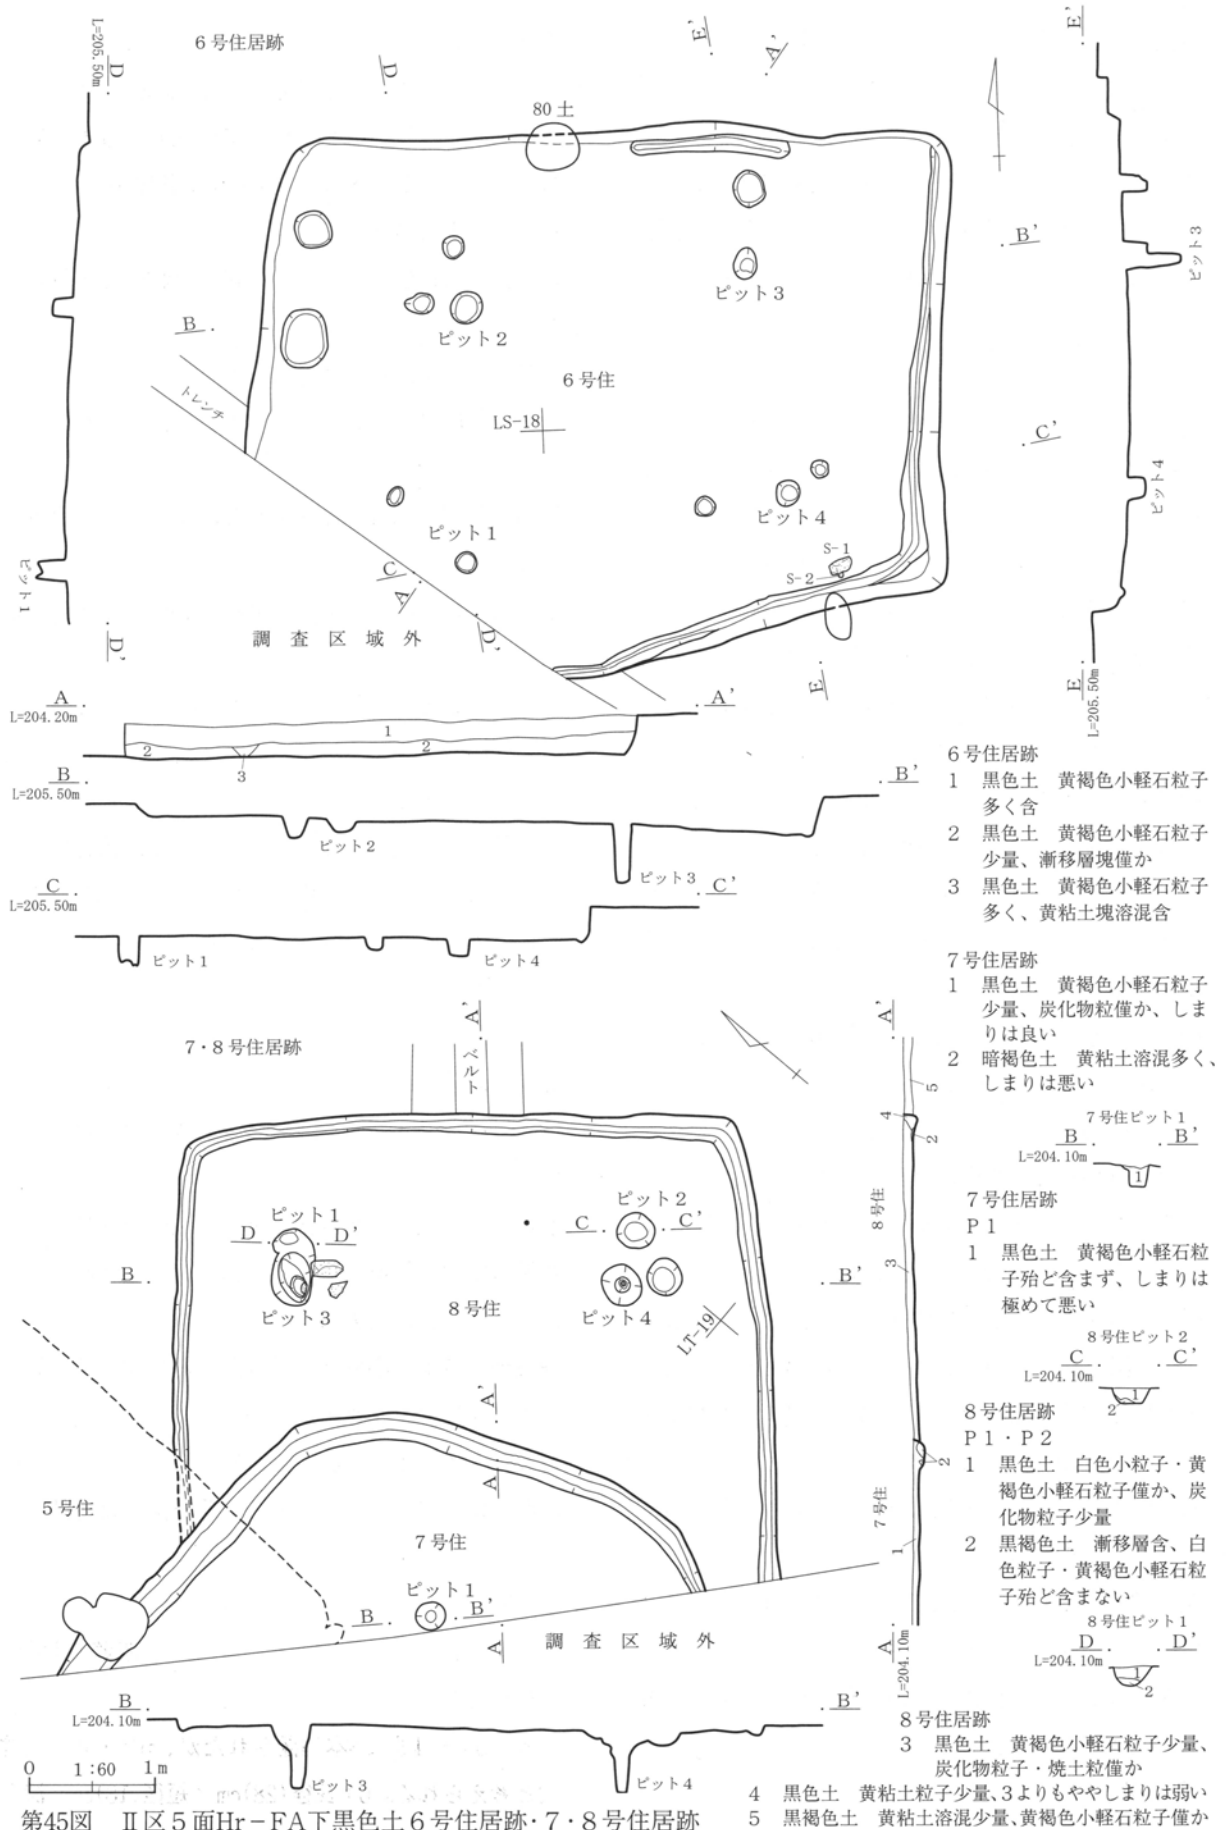 6号住居跡
L=205.50m
D
D
E'
A'
E'
80土
B'
ピット3
ピット3
B
ピット2
トレンチ
6号住
LS-18
C'
ピット4
ピット4
ピット1
S-1
S-2
C
A
ピット1
D'
D'
調査区域外
E
E
L=205.50m
A
L=204.20m
A'
1
2
2
3
B
L=205.50m
B'
ピット2
ピット3
C
L=205.50m
C'
ピット1
ピット4
6号住居跡
1 黒色土 黄褐色小軽石粒子
多く含
2 黒色土 黄褐色小軽石粒子
少量、漸移層塊僅か
3 黒色土 黄褐色小軽石粒子
多く、黄粘土塊溶混含
7号住居跡
1 黒色土 黄褐色小軽石粒子
少量、炭化物粒僅か、しま
りは良い
2 暗褐色土 黄粘土溶混多く、
しまりは悪い
7号住ピット1
B B'
L=204.10m
1
7号住居跡
P1
1 黒色土 黄褐色小軽石粒
子殆ど含まず、しまりは
極めて悪い
8号住ピット2
C C'
L=204.10m
1
2
8号住居跡
P1・P2
1 黒色土 白色小粒子・黄
褐色小軽石粒子僅か、炭
化物粒子少量
2 黒褐色土 漸移層含、白
色粒子・黄褐色小軽石粒
子殆ど含まない
8号住ピット1
D D'
L=204.10m
1
2
8号住居跡
3 黒色土 黄褐色小軽石粒子少量、
炭化物粒子・焼土粒僅か
4 黒色土 黄粘土粒子少量、3よりもややしまりは弱い
5 黒褐色土 黄粘土溶混少量、黄褐色小軽石粒子僅か
7・8号住居跡
A'
ベルト
A'
5
4
2
ピット1
D D'
ピット2
C C'
8号住
B
B'
3
ピット3
8号住
ピット4
LT-19
A'
A
2
5号住
7号住
7号住
1
ピット1
B B'
A
調査区域外
A
L=204.10m
B
L=204.10m
B'
ピット3
ピット4
0 1:60 1m
第45図 Ⅱ区5面Hr-FA下黒色土6号住居跡・7・8号住居跡